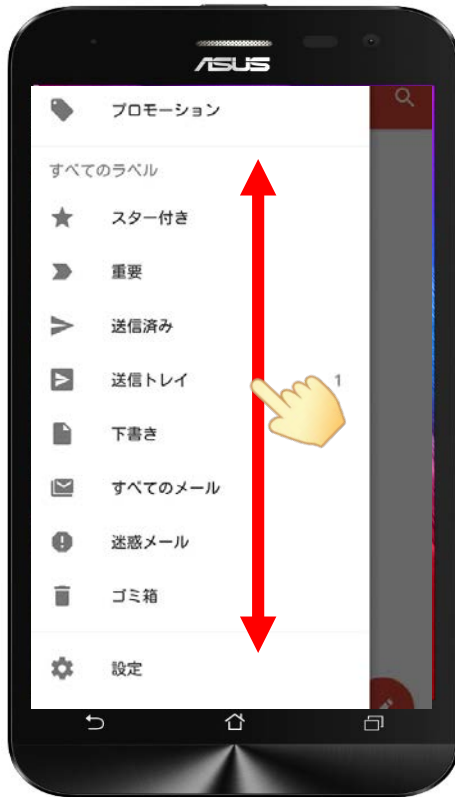 ASUS
プロモーション
すべてのラベル
スター付き
重要
送信済み
送信トレイ
1
下書き
すべてのメール
迷惑メール
ゴミ箱
設定